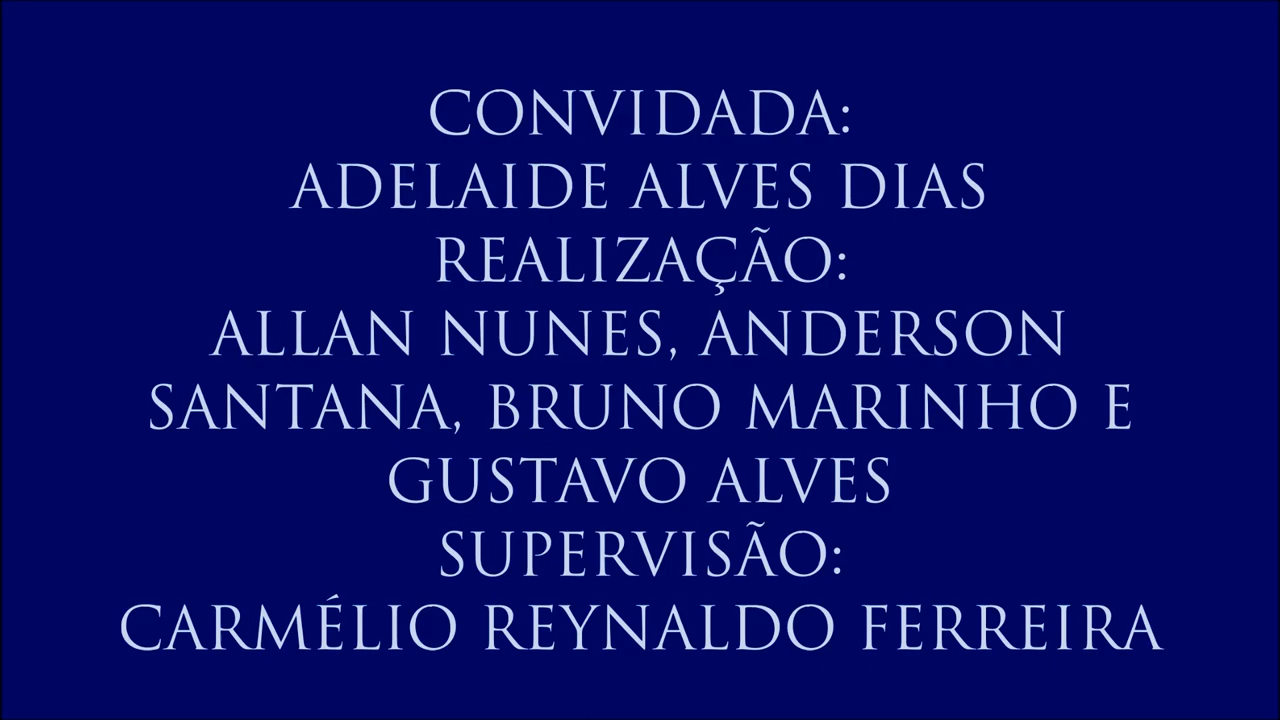 CONVIDADA:
ADELAIDE ALVES DIAS
REALIZAÇÃO:
ALLAN NUNES, ANDERSON
SANTANA, BRUNO MARINHO E
GUSTAVO ALVES
SUPERVISÃO:
CARMÉLIO REYNALDO FERREIRA